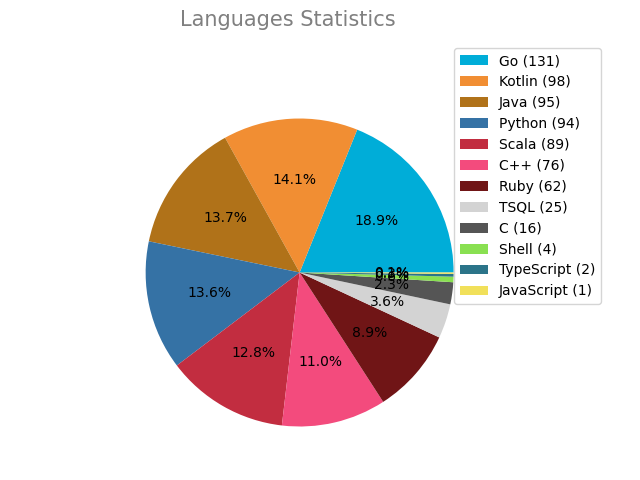 Languages Statistics
Go (131)
Kotlin (98)
Java (95)
Python (94)
Scala (89)
C++ (76)
Ruby (62)
TSQL (25)
C (16)
Shell (4)
TypeScript (2)
JavaScript (1)
14.1%
18.9%
13.7%
13.6%
12.8%
11.0%
8.9%
3.6%
2.3%